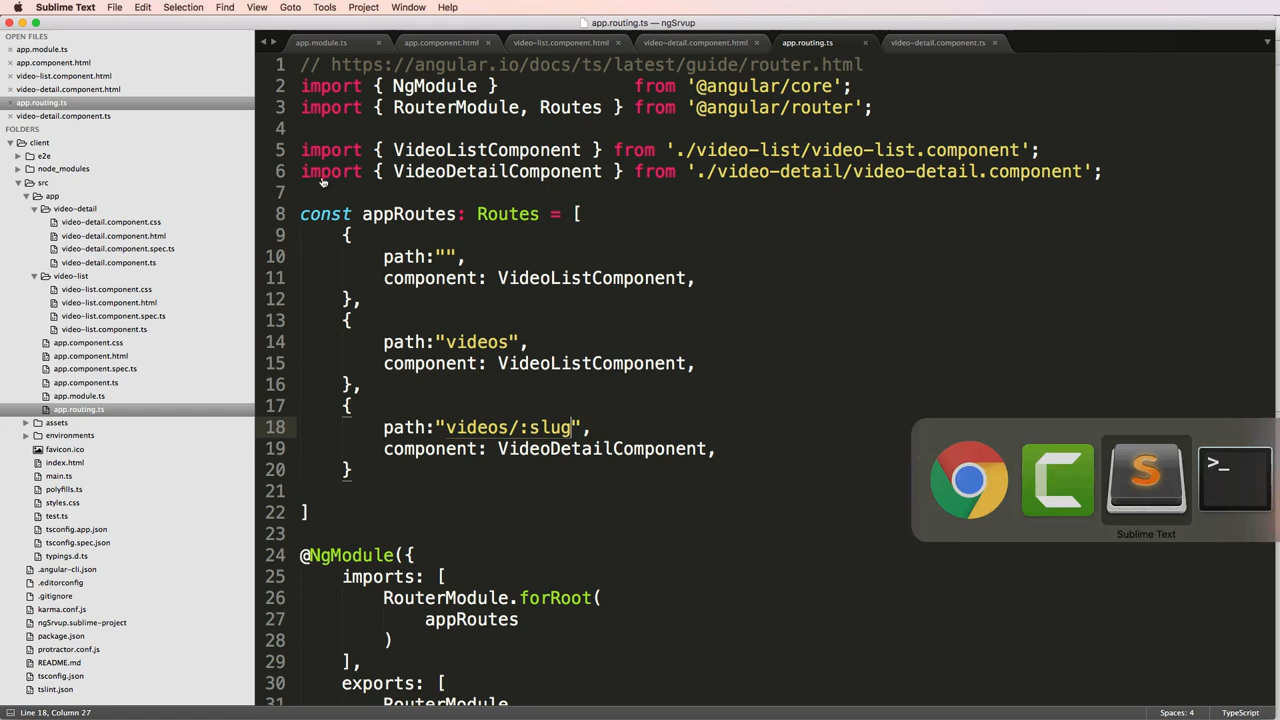 Sublime Text File Edit Selection Find View Goto Tools Project Window Help
app.routing.ts — ngSrvup
OPEN FILES
app.module.ts
app.component.html
video-list.component.html
video-detail.component.html
app.routing.ts
video-detail.component.ts
FOLDERS
client
e2e
node_modules
src
app
video-detail
video-detail.component.css
video-detail.component.html
video-detail.component.spec.ts
video-detail.component.ts
video-list
video-list.component.css
video-list.component.html
video-list.component.spec.ts
video-list.component.ts
app.component.css
app.component.html
app.component.spec.ts
app.component.ts
app.module.ts
app.routing.ts
assets
environments
favicon.ico
index.html
main.ts
polyfills.ts
styles.css
test.ts
tsconfig.app.json
tsconfig.spec.json
typings.d.ts
.angular-cli.json
.editorconfig
.gitignore
karma.conf.js
ngSrvup.sublime-project
package.json
protractor.conf.js
README.md
tsconfig.json
tslint.json
app.module.ts app.component.html video-list.component.html video-detail.component.html app.routing.ts video-detail.component.ts
1 // https://angular.io/docs/ts/latest/guide/router.html
2 import { NgModule } from '@angular/core';
3 import { RouterModule, Routes } from '@angular/router';
4
5 import { VideoListComponent } from './video-list/video-list.component';
6 import { VideoDetailComponent } from './video-detail/video-detail.component';
7
8 const appRoutes: Routes = [
9 {
10 path:"",
11 component: VideoListComponent,
12 },
13 {
14 path:"videos",
15 component: VideoListComponent,
16 },
17 {
18 path:"videos/:slug",
19 component: VideoDetailComponent,
20 }
21
22 ]
23
24 @NgModule({
25 imports: [
26 RouterModule.forRoot(
27 appRoutes
28 )
29 ],
30 exports: [
31 RouterModule
Sublime Text
Line 18, Column 27 Spaces: 4 TypeScript